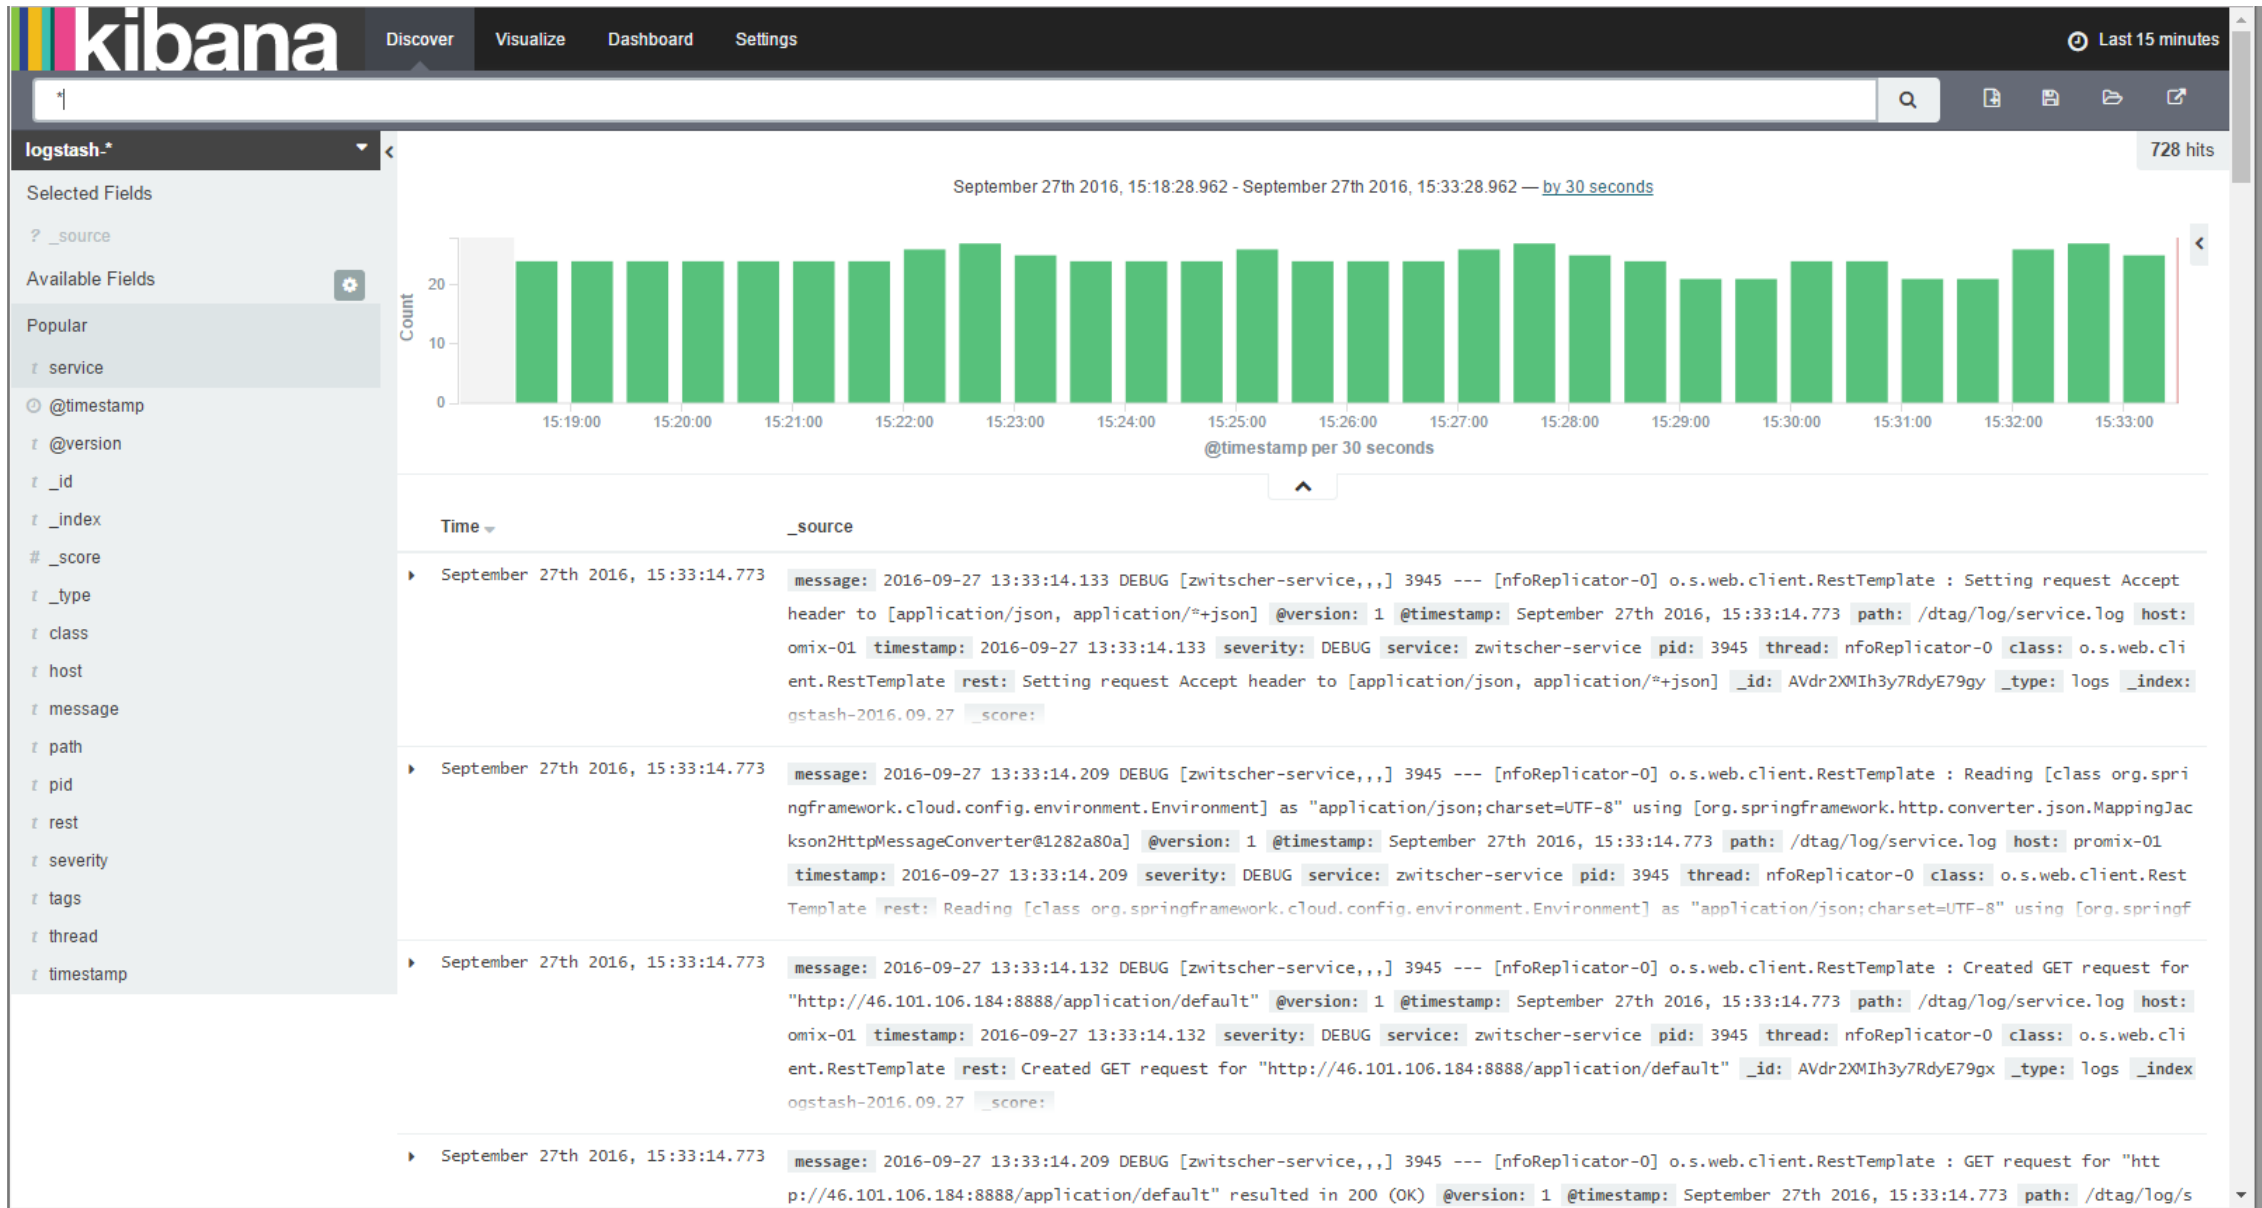 kibana
Discover Visualize Dashboard Settings Last 15 minutes
*
logstash-*
728 hits
Selected Fields
? _source
Available Fields
Popular
t service
@timestamp
t @version
t _id
t _index
# _score
t _type
t class
t host
t message
t path
t pid
t rest
t severity
t tags
t thread
t timestamp
September 27th 2016, 15:18:28.962 - September 27th 2016, 15:33:28.962 — by 30 seconds
Count
20
10
0
15:19:00 15:20:00 15:21:00 15:22:00 15:23:00 15:24:00 15:25:00 15:26:00 15:27:00 15:28:00 15:29:00 15:30:00 15:31:00 15:32:00 15:33:00
@timestamp per 30 seconds
Time _source
September 27th 2016, 15:33:14.773 message: 2016-09-27 13:33:14.133 DEBUG [zwitscher-service,,,] 3945 --- [nfoReplicator-0] o.s.web.client.RestTemplate : Setting request Accept
header to [application/json, application/*+json] @version: 1 @timestamp: September 27th 2016, 15:33:14.773 path: /dtag/log/service.log host:
omix-01 timestamp: 2016-09-27 13:33:14.133 severity: DEBUG service: zwitscher-service pid: 3945 thread: nfoReplicator-0 class: o.s.web.cli
ent.RestTemplate rest: Setting request Accept header to [application/json, application/*+json] _id: AVdr2XMIh3y7RdyE79gy _type: logs _index:
gstash-2016.09.27 _score:
September 27th 2016, 15:33:14.773 message: 2016-09-27 13:33:14.209 DEBUG [zwitscher-service,,,] 3945 --- [nfoReplicator-0] o.s.web.client.RestTemplate : Reading [class org.spri
ngframework.cloud.config.environment.Environment] as "application/json;charset=UTF-8" using [org.springframework.http.converter.json.MappingJac
kson2HttpMessageConverter@1282a80a] @version: 1 @timestamp: September 27th 2016, 15:33:14.773 path: /dtag/log/service.log host: promix-01
timestamp: 2016-09-27 13:33:14.209 severity: DEBUG service: zwitscher-service pid: 3945 thread: nfoReplicator-0 class: o.s.web.client.Rest
Template rest: Reading [class org.springframework.cloud.config.environment.Environment] as "application/json;charset=UTF-8" using [org.springf
September 27th 2016, 15:33:14.773 message: 2016-09-27 13:33:14.132 DEBUG [zwitscher-service,,,] 3945 --- [nfoReplicator-0] o.s.web.client.RestTemplate : Created GET request for
"http://46.101.106.184:8888/application/default" @version: 1 @timestamp: September 27th 2016, 15:33:14.773 path: /dtag/log/service.log host:
omix-01 timestamp: 2016-09-27 13:33:14.132 severity: DEBUG service: zwitscher-service pid: 3945 thread: nfoReplicator-0 class: o.s.web.cli
ent.RestTemplate rest: Created GET request for "http://46.101.106.184:8888/application/default" _id: AVdr2XMIh3y7RdyE79gx _type: logs _index
ogstash-2016.09.27 _score:
September 27th 2016, 15:33:14.773 message: 2016-09-27 13:33:14.209 DEBUG [zwitscher-service,,,] 3945 --- [nfoReplicator-0] o.s.web.client.RestTemplate : GET request for "htt
p://46.101.106.184:8888/application/default" resulted in 200 (OK) @version: 1 @timestamp: September 27th 2016, 15:33:14.773 path: /dtag/log/s